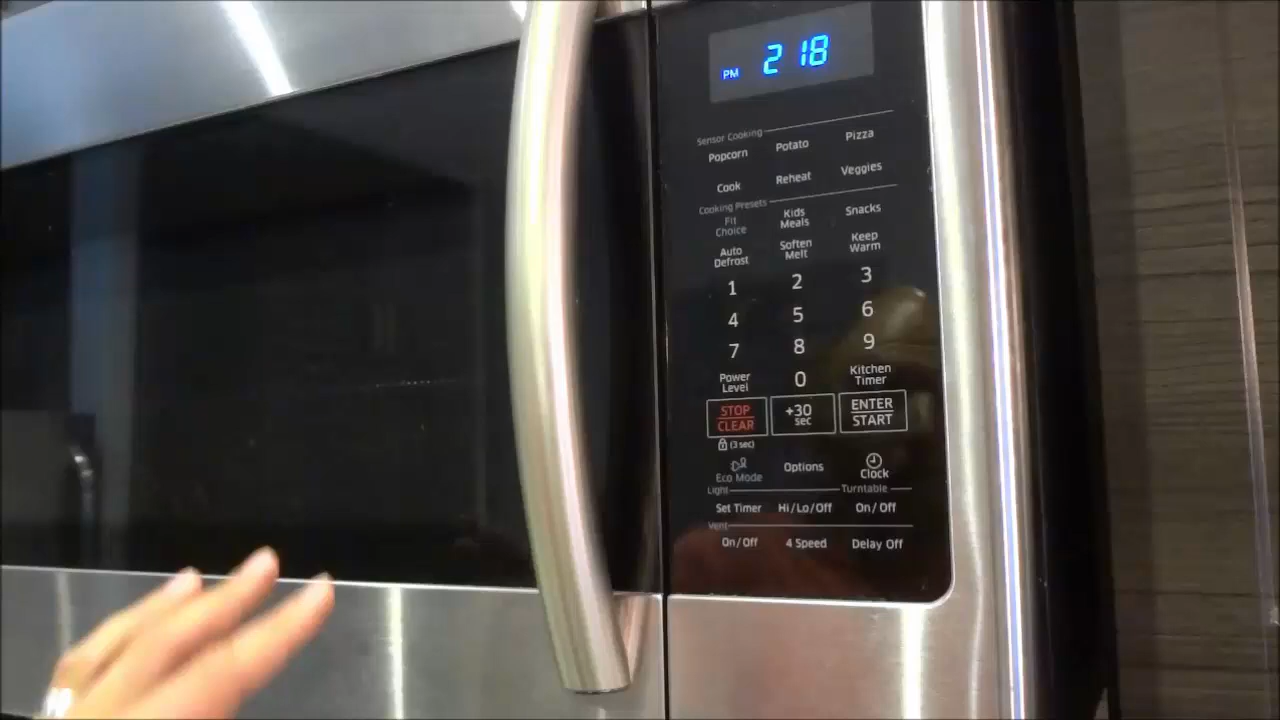 PM 2 18
Sensor Cooking
Popcorn Potato Pizza
Cook Reheat Veggies
Cooking Presets
Fit Choice Kids Meals Snacks
Auto Defrost Soften Melt Keep Warm
1 2 3
4 5 6
7 8 9
Power Level 0 Kitchen Timer
STOP CLEAR +30 sec ENTER START
(3 sec)
Eco Mode Options Clock
Light Turntable
Set Timer Hi/Lo/Off On/Off
Vent
On/Off 4 Speed Delay Off